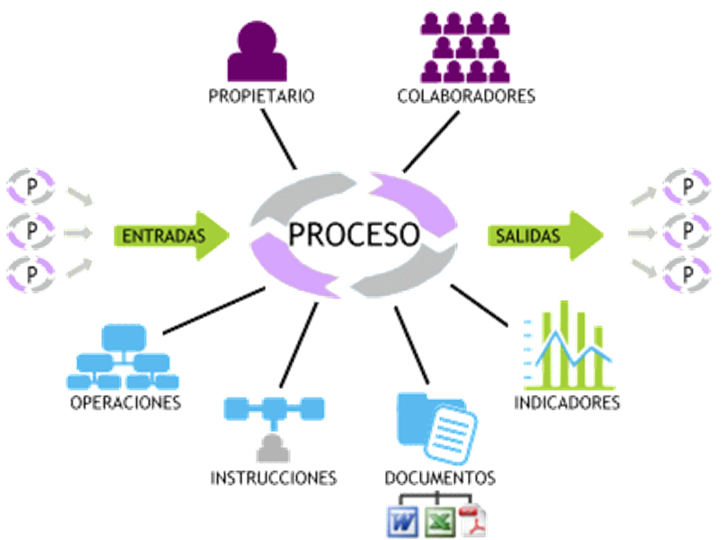 PROPIETARIO
COLABORADORES
P
P
P
P
P
P
ENTRADAS
PROCESO
SALIDAS
OPERACIONES
INDICADORES
INSTRUCCIONES
DOCUMENTOS
W
X